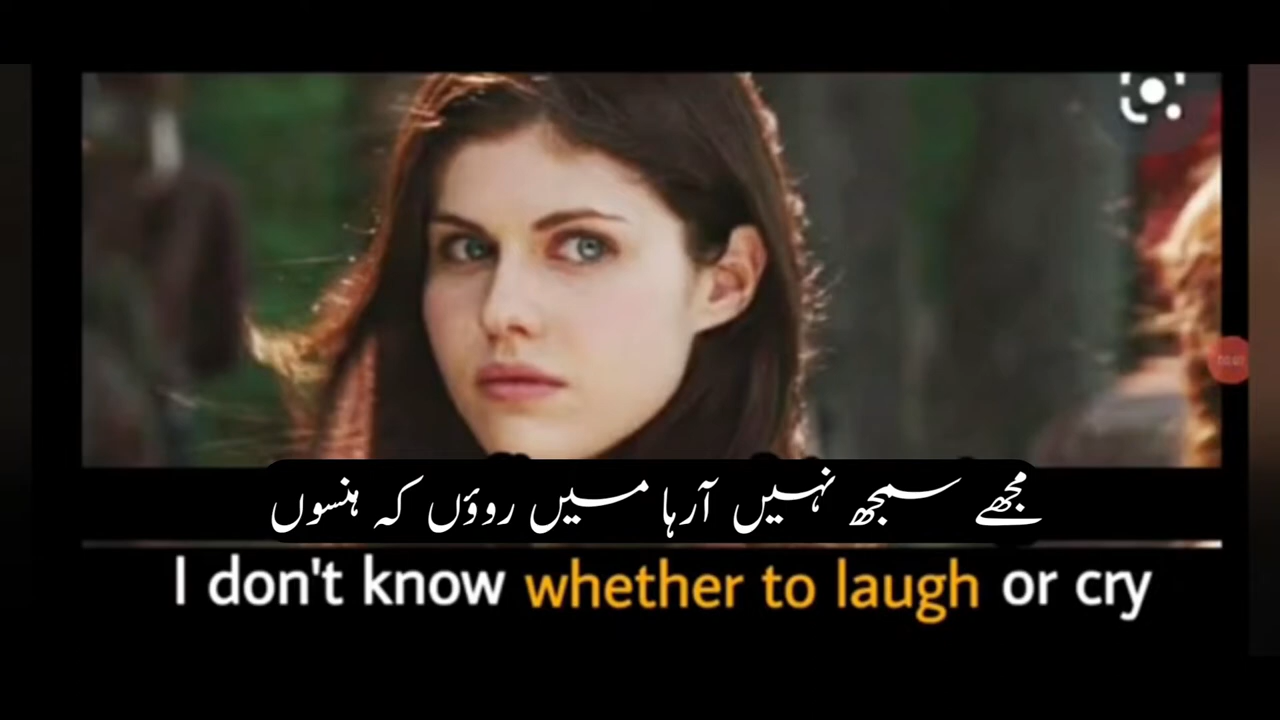 مجھے سمجھ نہیں آرہا میں روؤں کہ ہنسوں
I don't know whether to laugh or cry